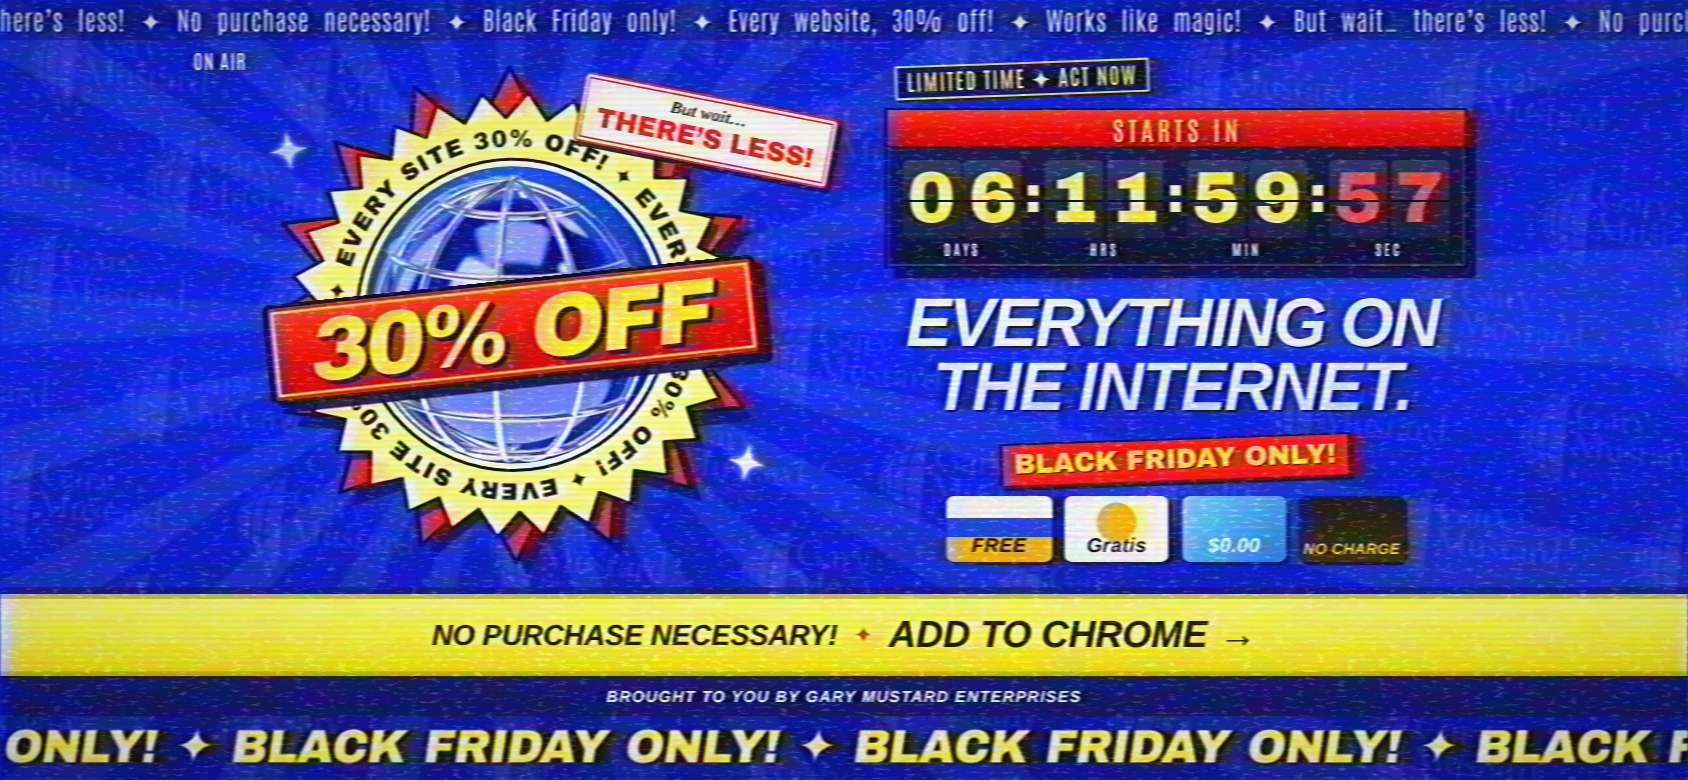 here's less! ✦ No purchase necessary! ✦ Black Friday only! ✦ Every website, 30% off! ✦ Works like magic! ✦ But wait… there's less! ✦ No purc
ON AIR
But wait...
THERE'S LESS!
EVERY SITE 30% OFF! ✦ EVERY
SITE 30% OFF! ✦ EVERY SITE 30%
30% OFF
LIMITED TIME ✦ ACT NOW
STARTS IN
06:11:59:57
DAYS HRS MIN SEC
EVERYTHING ON
THE INTERNET.
BLACK FRIDAY ONLY!
FREE
Gratis
$0.00
NO CHARGE
NO PURCHASE NECESSARY! ✦ ADD TO CHROME →
BROUGHT TO YOU BY GARY MUSTARD ENTERPRISES
ONLY! ✦ BLACK FRIDAY ONLY! ✦ BLACK FRIDAY ONLY! ✦ BLACK F